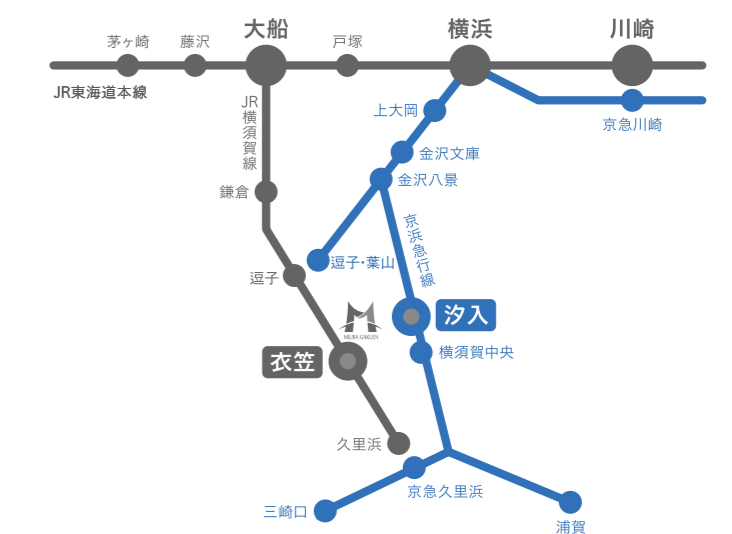 大船
横浜
川崎
茅ヶ崎
藤沢
戸塚
JR東海道本線
JR横須賀線
上大岡
京急川崎
金沢文庫
金沢八景
鎌倉
京浜急行線
逗子・葉山
逗子
汐入
MIURA GAKUEN
横須賀中央
衣笠
久里浜
京急久里浜
三崎口
浦賀